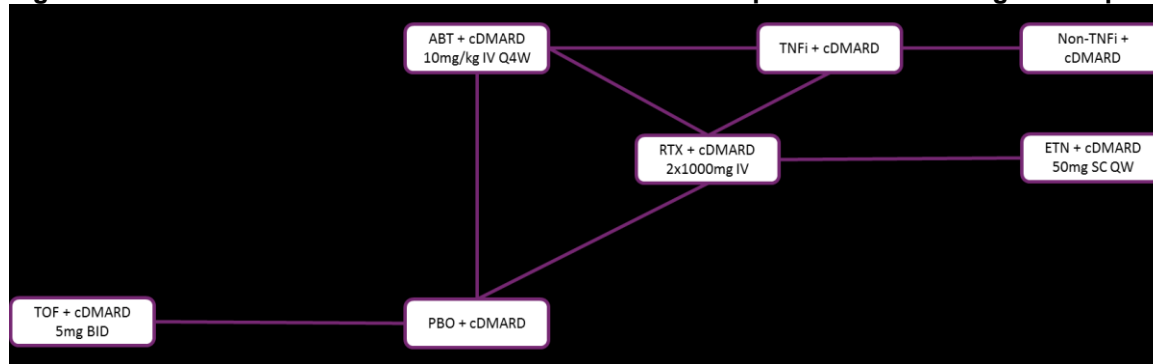 ABT + cDMARD
10mg/kg IV Q4W
TNFi + cDMARD
Non-TNFi +
cDMARD
RTX + cDMARD
2x1000mg IV
ETN + cDMARD
50mg SC QW
TOF + cDMARD
5mg BID
PBO + cDMARD